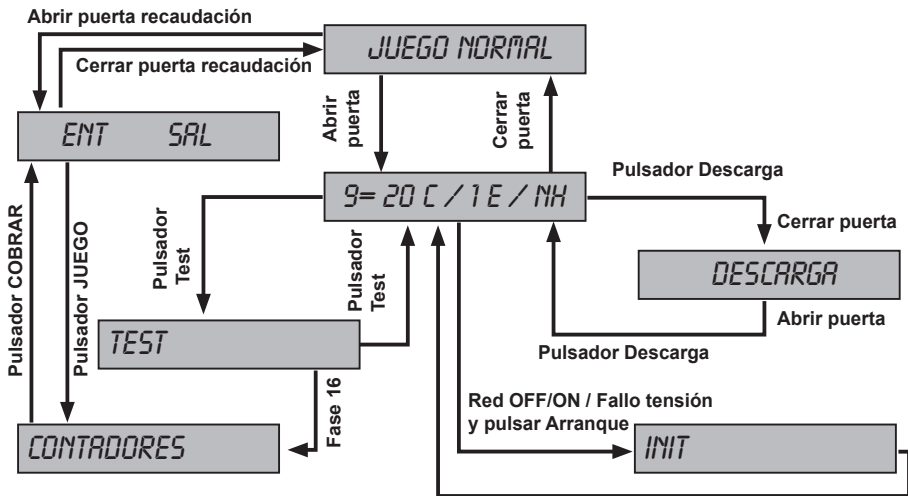 Abrir puerta recaudación
JUEGO NORMAL
Cerrar puerta recaudación
Abrir
puerta
Cerrar
puerta
ENT SAL
Pulsador Descarga
9= 20 C / 1 E / NH
Cerrar puerta
Pulsador COBRAR
Pulsador JUEGO
Pulsador
Test
Pulsador
Test
DESCARGA
Abrir puerta
TEST
Pulsador Descarga
Fase 16
Red OFF/ON / Fallo tensión
y pulsar Arranque
CONTADORES
INIT